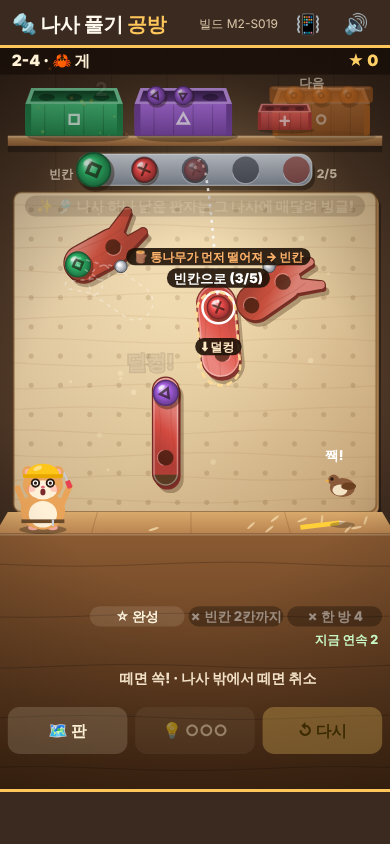 🔩 나사 풀기 공방 빌드 M2-S019 📳 🔊
2-4 · 🦀 게 ★ 0
다음
빈칸 2/5
🪵 통나무가 먼저 떨어져 → 빈칸
빈칸으로 (3/5)
⬇덜컹
덜컹!
짹!
☆ 완성 × 빈칸 2칸까지 × 한 방 4
지금 연속 2
떼면 쏙! · 나사 밖에서 떼면 취소
🗺️ 판 💡 ○○○ ↺ 다시